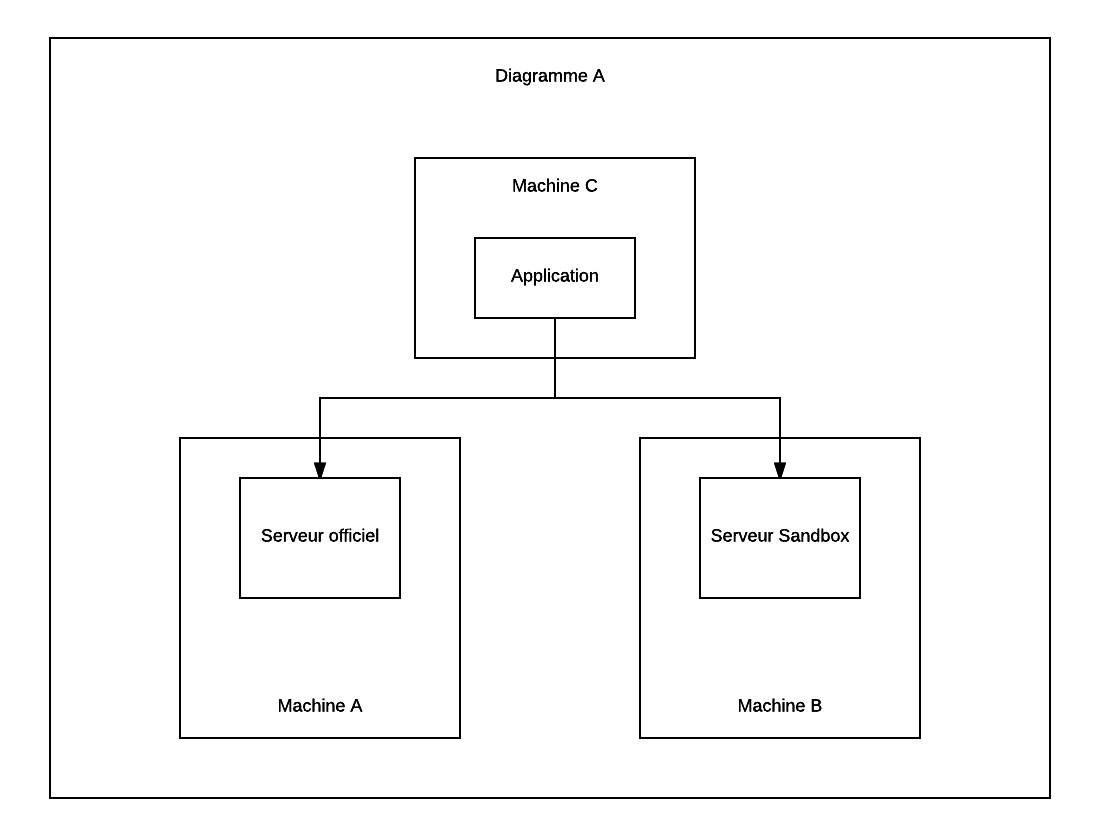 Diagramme A
Machine C
Application
Serveur officiel
Serveur Sandbox
Machine A
Machine B